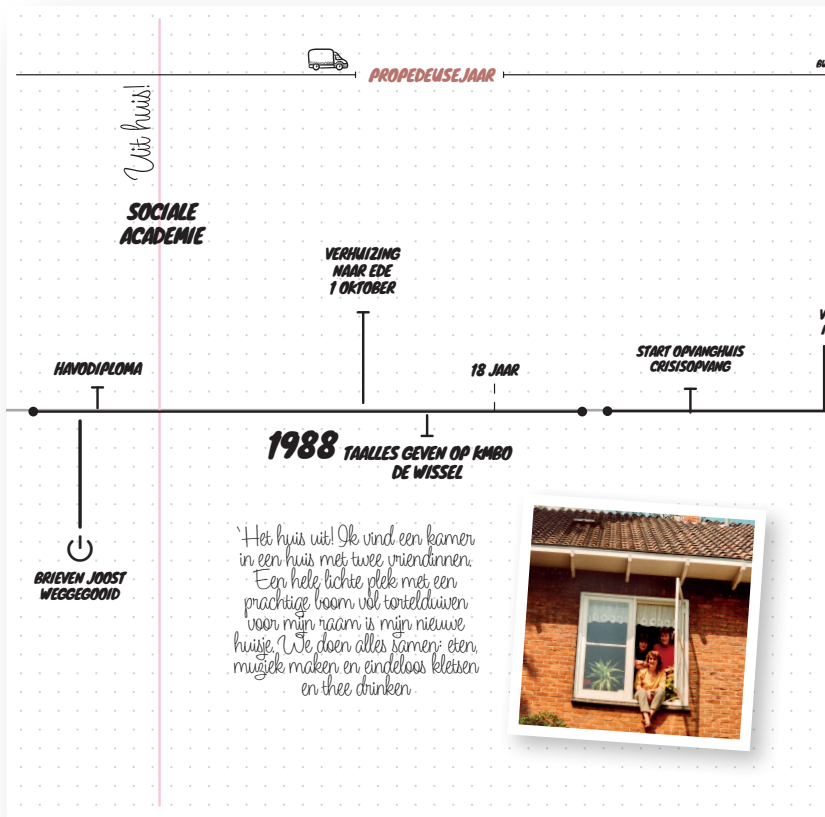 PROPEDEUSEJAAR
Uit huis!
SOCIALE
ACADEMIE
VERHUIZING
NAAR EDE
1 OKTOBER
HAVODIPLOMA
18 JAAR
START OPVANGHUIS
CRISISOPVANG
1988 TAALLES GEVEN OP KMBO
DE WISSEL
BRIEVEN JOOST
WEGGEGOOID
'Het huis uit! Ik vind een kamer
in een huis met twee vriendinnen.
Een hele lichte plek met een
prachtige boom vol tortelduiven
voor mijn raam is mijn nieuwe
huisje. We doen alles samen: eten,
muziek maken en eindeloos kletsen
en thee drinken